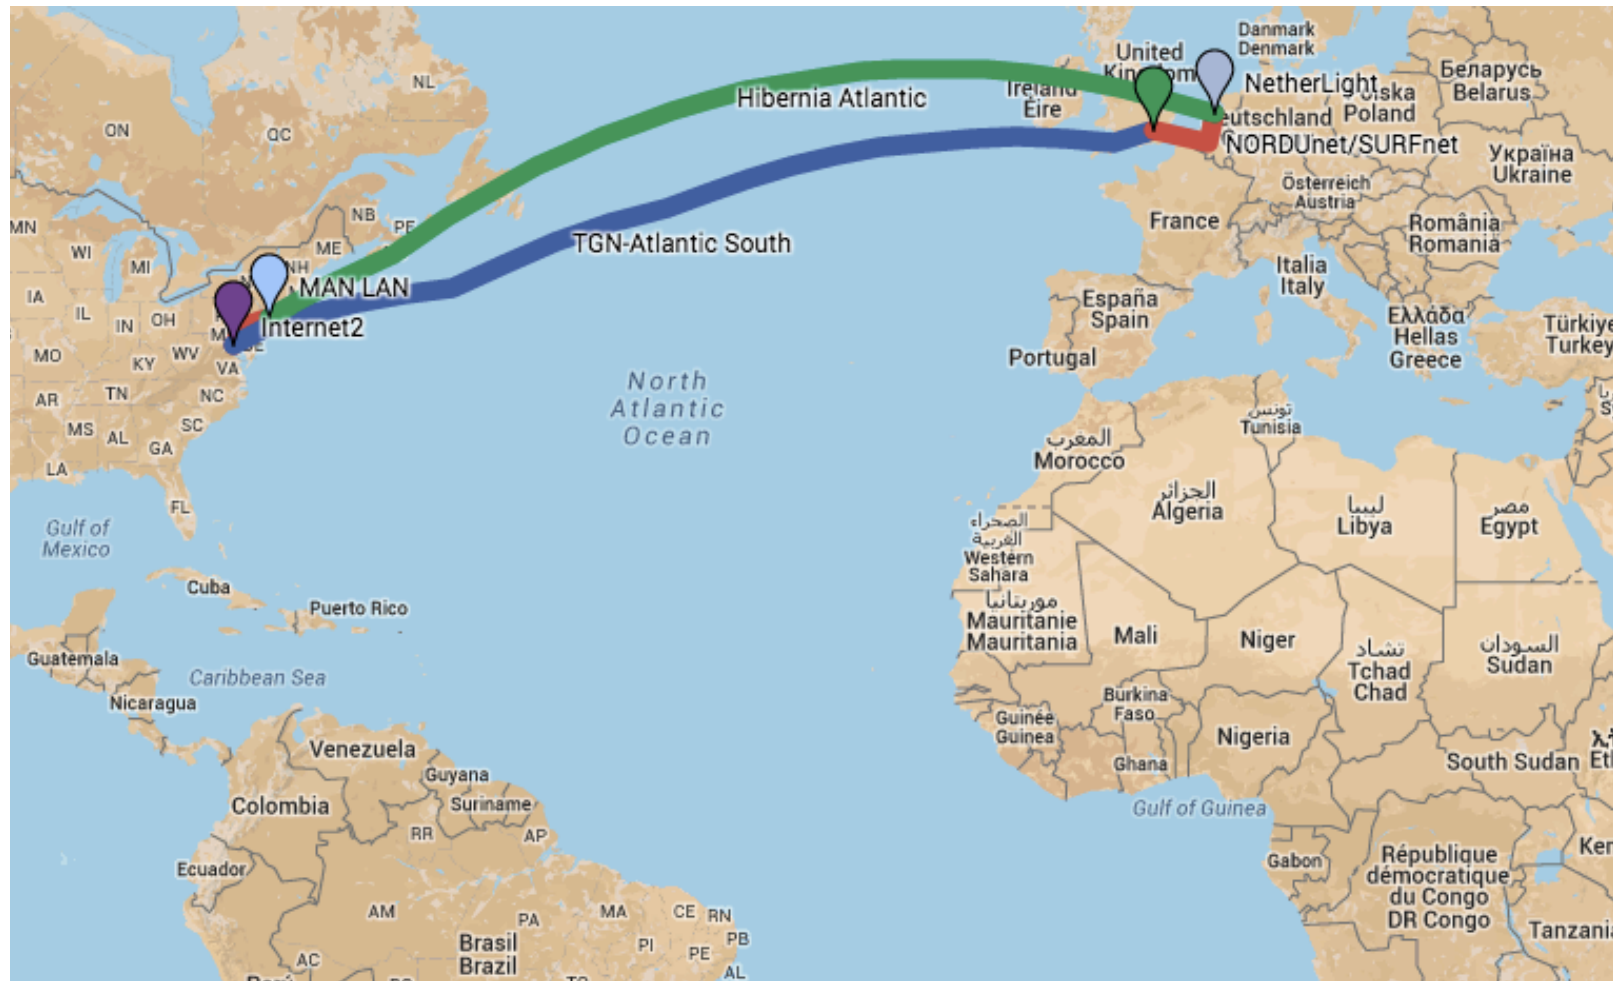 Danmark
Denmark
United
Kingdom
Ireland
Éire
NetherLight
Polska
Poland
Беларусь
Belarus
NL
ON
QC
Hibernia Atlantic
Deutschland
NORDUnet/SURFnet
Україна
Ukraine
Österreich
Austria
France
România
Romania
MN
WI
MI
NB
PE
ME
NH
TGN-Atlantic South
Italia
Italy
España
Spain
Portugal
Ελλάδα
Hellas
Greece
Türkiye
Turkey
IA
IL
IN
OH
MAN LAN
Internet2
MO
KY
WV
VA
AR
TN
NC
MS
AL
SC
GA
LA
FL
North
Atlantic
Ocean
المغرب
Morocco
تونس
Tunisia
الجزائر
Algeria
ليبيا
Libya
مصر
Egypt
الصحراء
الغربية
Western
Sahara
Gulf of
Mexico
Cuba
Puerto Rico
موريتانيا
Mauritanie
Mauritania
Mali
Niger
تشاد
Tchad
Chad
السودان
Sudan
Guatemala
Caribbean Sea
Nicaragua
Burkina
Faso
Guinée
Guinea
Nigeria
Ghana
South Sudan
Gulf of Guinea
Venezuela
Guyana
Suriname
Colombia
RR
AP
Ecuador
Gabon
République
démocratique
du Congo
DR Congo
Tanzania
AM
PA
MA
CE
RN
PB
PI
PE
AL
AC
Brasil
Brazil
TO